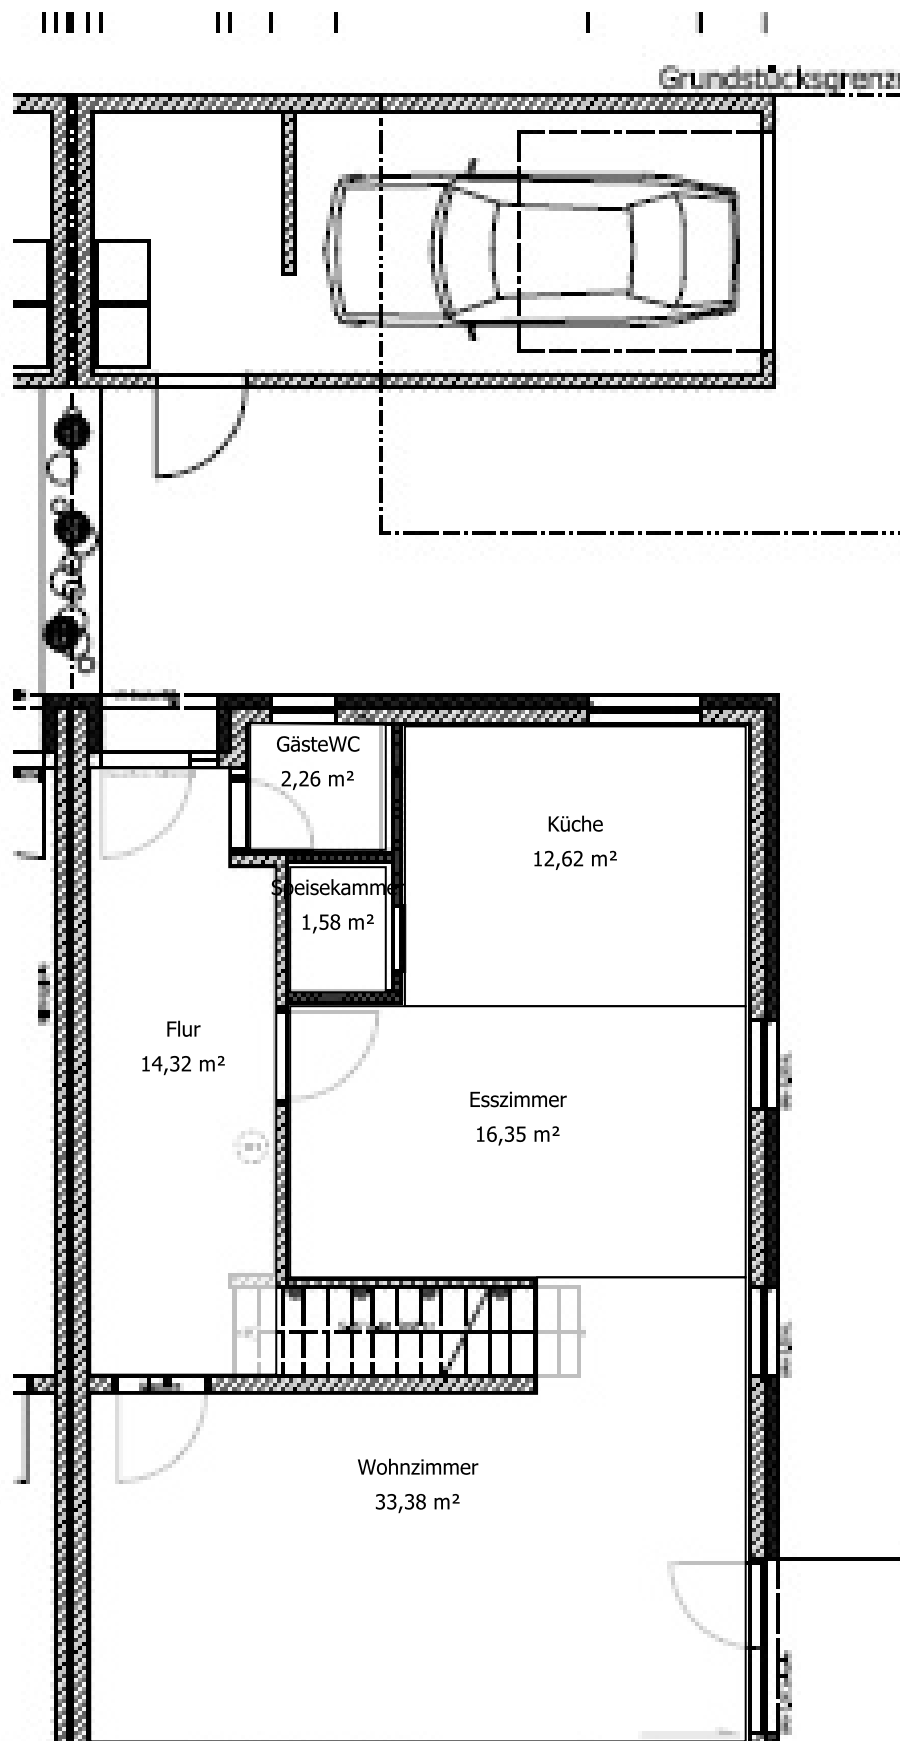 Grundstücksgrenze
GästeWC
2,26 m²
Küche
12,62 m²
Speisekammer
1,58 m²
Flur
14,32 m²
Esszimmer
16,35 m²
Wohnzimmer
33,38 m²